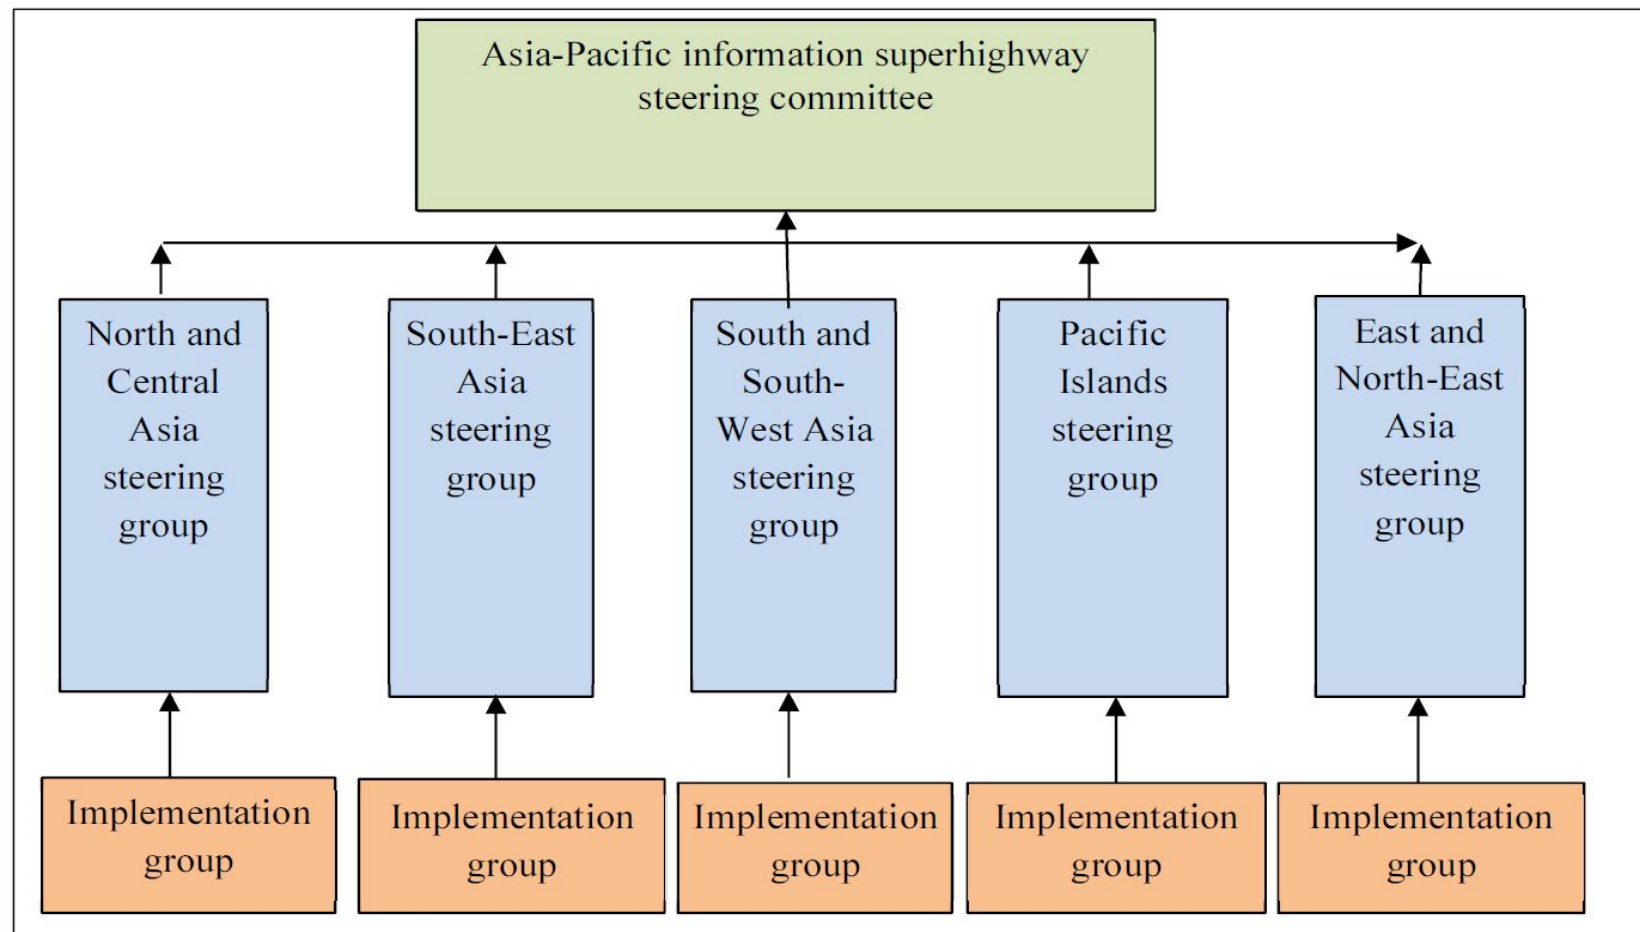 Asia-Pacific information superhighway
steering committee
North and
Central
Asia
steering
group
South-East
Asia
steering
group
South and
South-
West Asia
steering
group
Pacific
Islands
steering
group
East and
North-East
Asia
steering
group
Implementation
group
Implementation
group
Implementation
group
Implementation
group
Implementation
group